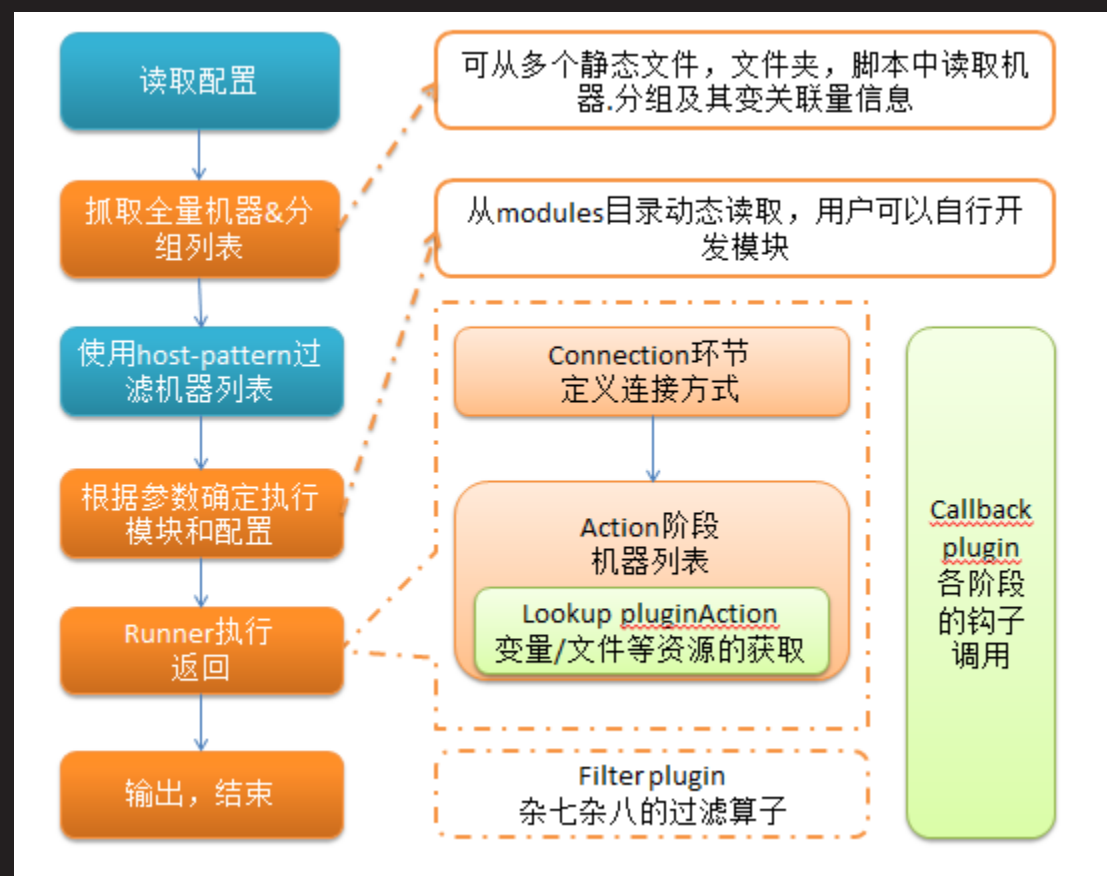 读取配置
抓取全量机器&分
组列表
使用host-pattern过
滤机器列表
根据参数确定执行
模块和配置
Runner执行
返回
输出，结束
可从多个静态文件，文件夹，脚本中读取机
器.分组及其变关联量信息
从modules目录动态读取，用户可以自行开
发模块
Connection环节
定义连接方式
Action阶段
机器列表
Lookup pluginAction
变量/文件等资源的获取
Filter plugin
杂七杂八的过滤算子
Callback
plugin
各阶段
的钩子
调用